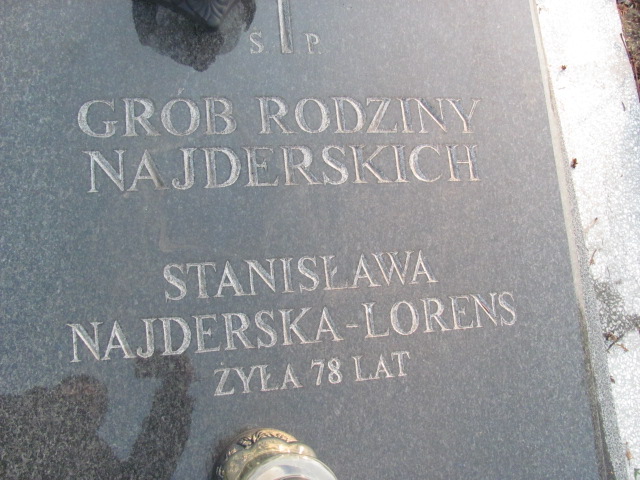 S P
GRÓB RODZINY
NAJDERSKICH
STANISŁAWA
NAJDERSKA-LORENS
ŻYŁA 78 LAT